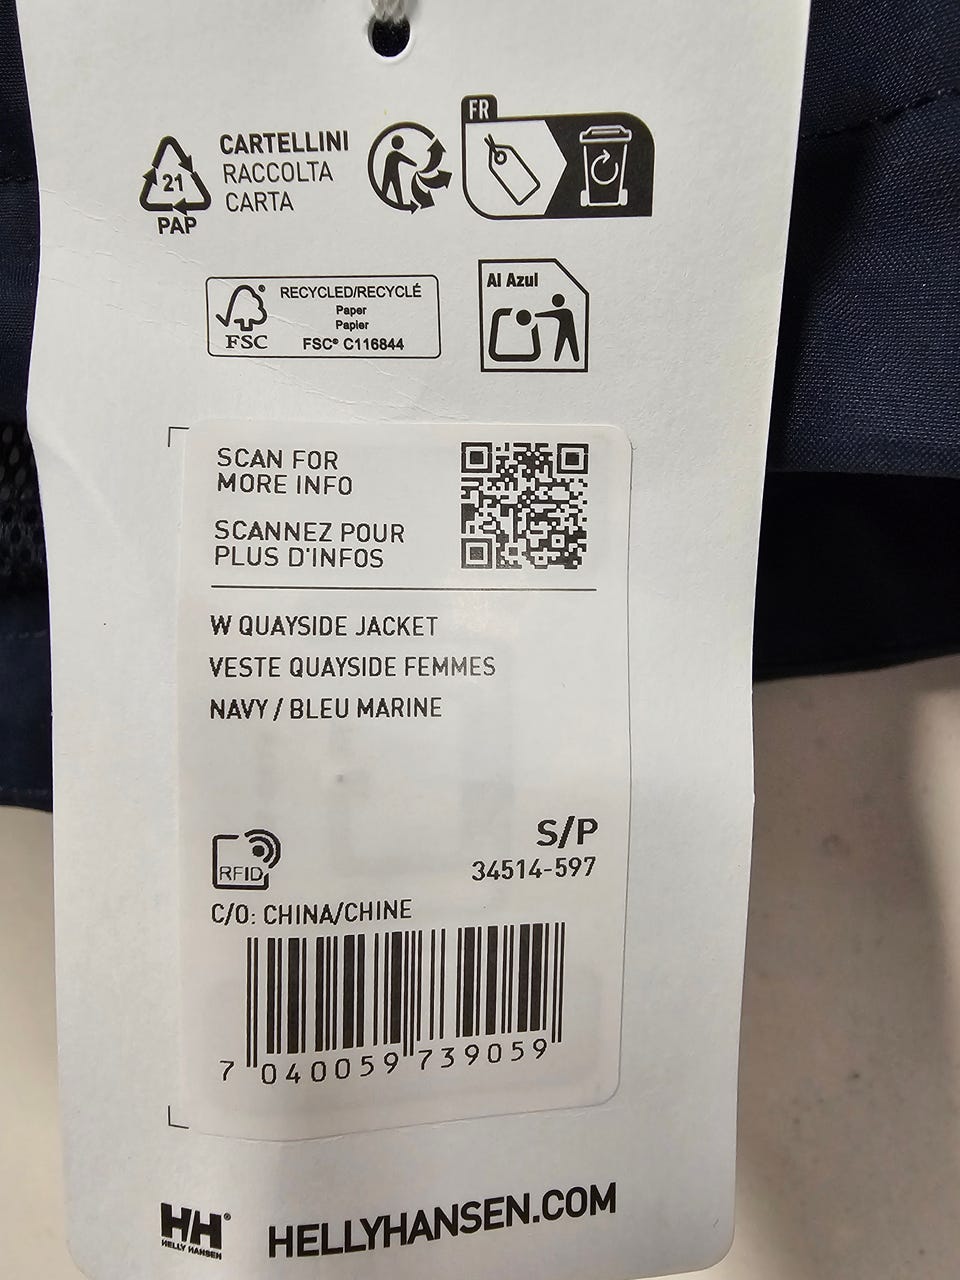 FR
CARTELLINI
RACCOLTA
CARTA
21
PAP
RECYCLED/RECYCLÉ
Paper
Papier
FSC® C116844
FSC
Al Azul
SCAN FOR
MORE INFO
SCANNEZ POUR
PLUS D'INFOS
W QUAYSIDE JACKET
VESTE QUAYSIDE FEMMES
NAVY / BLEU MARINE
S/P
34514-597
RFID
C/O: CHINA/CHINE
7 040059 739059
HH®
HELLY HANSEN
HELLYHANSEN.COM